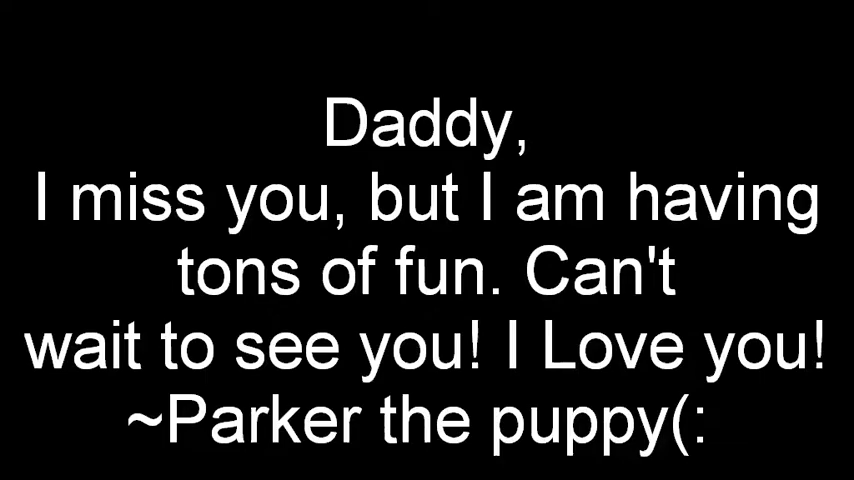 Daddy,
I miss you, but I am having
tons of fun. Can't
wait to see you! I Love you!
~Parker the puppy(: